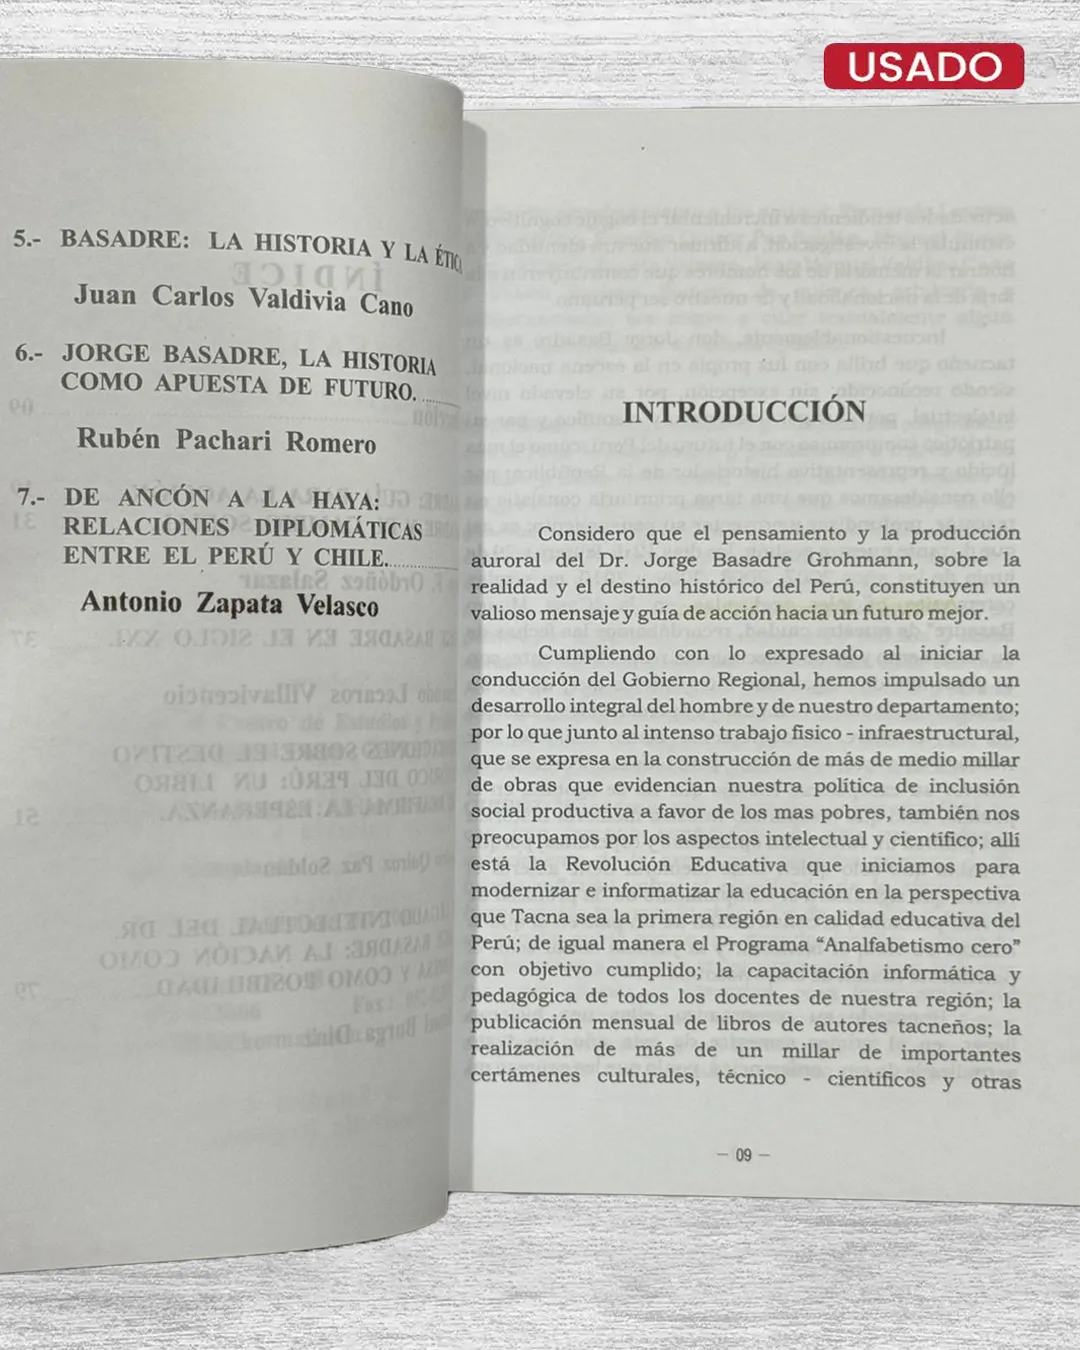 USADO
5.- BASADRE: LA HISTORIA Y LA ÉTIC
Juan Carlos Valdivia Cano
6.- JORGE BASADRE, LA HISTORIA
COMO APUESTA DE FUTURO.
Rubén Pachari Romero
7.- DE ANCÓN A LA HAYA:
RELACIONES DIPLOMÁTICAS
ENTRE EL PERÚ Y CHILE.
Antonio Zapata Velasco
INTRODUCCIÓN
Considero que el pensamiento y la producción
auroral del Dr. Jorge Basadre Grohmann, sobre la
realidad y el destino histórico del Perú, constituyen un
valioso mensaje y guía de acción hacia un futuro mejor.
Cumpliendo con lo expresado al iniciar la
conducción del Gobierno Regional, hemos impulsado un
desarrollo integral del hombre y de nuestro departamento;
por lo que junto al intenso trabajo físico - infraestructural,
que se expresa en la construcción de más de medio millar
de obras que evidencian nuestra política de inclusión
social productiva a favor de los mas pobres, también nos
preocupamos por los aspectos intelectual y científico; allí
está la Revolución Educativa que iniciamos para
modernizar e informatizar la educación en la perspectiva
que Tacna sea la primera región en calidad educativa del
Perú; de igual manera el Programa “Analfabetismo cero”
con objetivo cumplido; la capacitación informática y
pedagógica de todos los docentes de nuestra región; la
publicación mensual de libros de autores tacneños; la
realización de más de un millar de importantes
certámenes culturales, técnico - científicos y otras
— 09 —